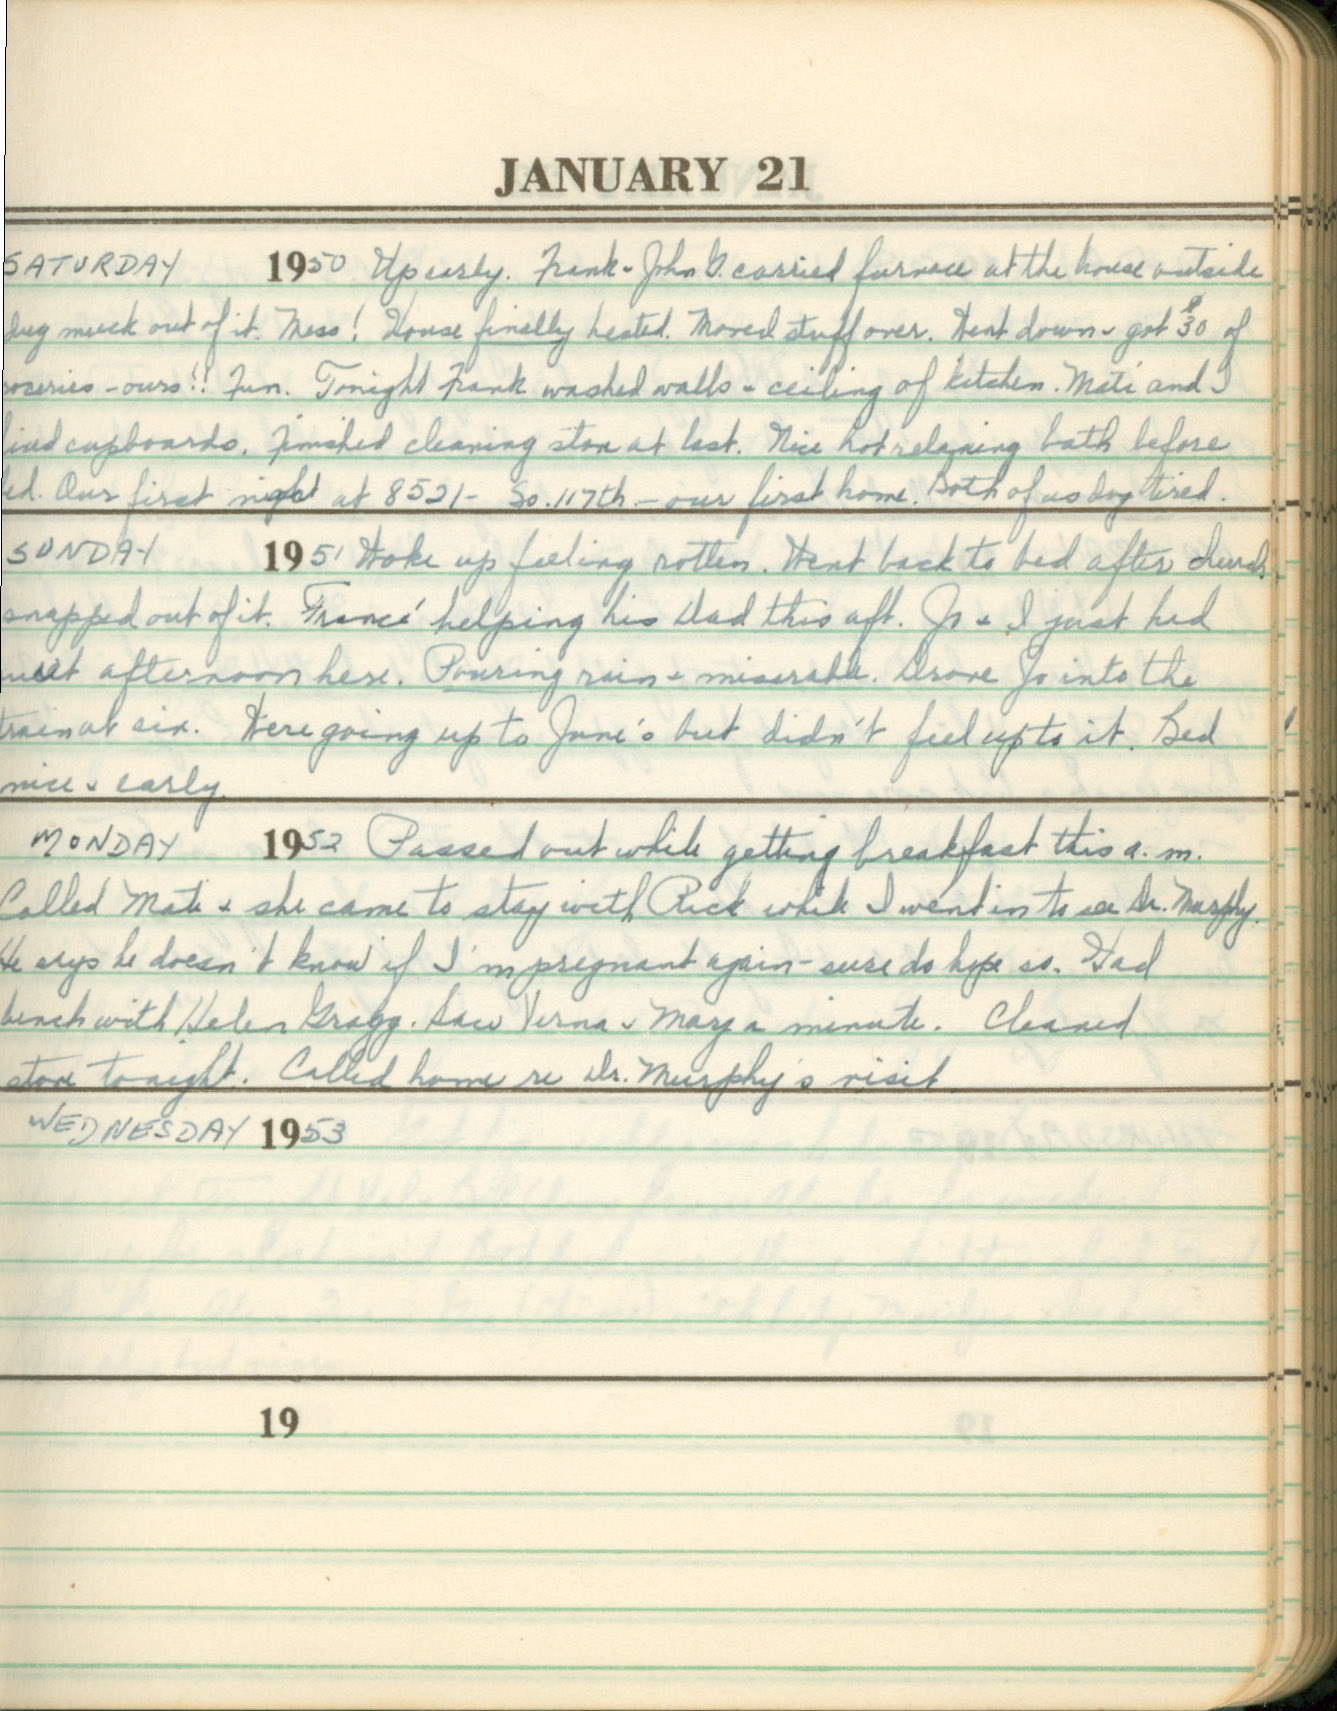 JANUARY 21
SATURDAY 1950 Up early. Frank & John G. carried furnace at the house outside
dug muck out of it. Mess! House finally heated. Moved stuff over. Went down & got $30 of
roceries - ours!! Fun. Tonight Frank washed walls & ceiling of kitchen. Mati and I
lined cupboards. Finished cleaning store at last. Nice hot relaxing bath before
ed. Our first night at 8521 - So. 117th - our first home. Both of us dog tired.
SUNDAY 1951 Woke up feeling rotten. Went back to bed after church
snapped out of it. helping his Dad this aft. Jo & I just had
afternoon here. Pouring rain & miserable. Drove Jo into the
train at six. Were going up to June's but didn't feel up to it. Bed
nice & early.
MONDAY 1952 Passed out while getting breakfast this a.m.
Called Mati & she came to stay with Rick while I went in to see Dr. Murphy.
He says he doesn't know if I'm pregnant again - sure do hope so. Had
lunch with Helen Gragg. Saw Verna & Mary a minute. Cleaned
store tonight. Called home re Dr. Murphy's visit
WEDNESDAY 1953
19